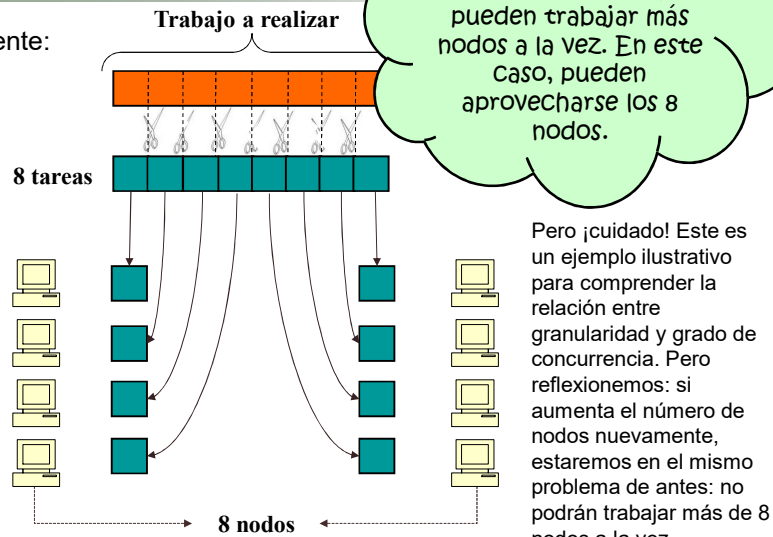 ente:
Trabajo a realizar
pueden trabajar más
nodos a la vez. En este
caso, pueden
aprovecharse los 8
nodos.
8 tareas
Pero ¡cuidado! Este es
un ejemplo ilustrativo
para comprender la
relación entre
granularidad y grado de
concurrencia. Pero
reflexionemos: si
aumenta el número de
nodos nuevamente,
estaremos en el mismo
problema de antes: no
podrán trabajar más de 8
nodos a la vez
8 nodos